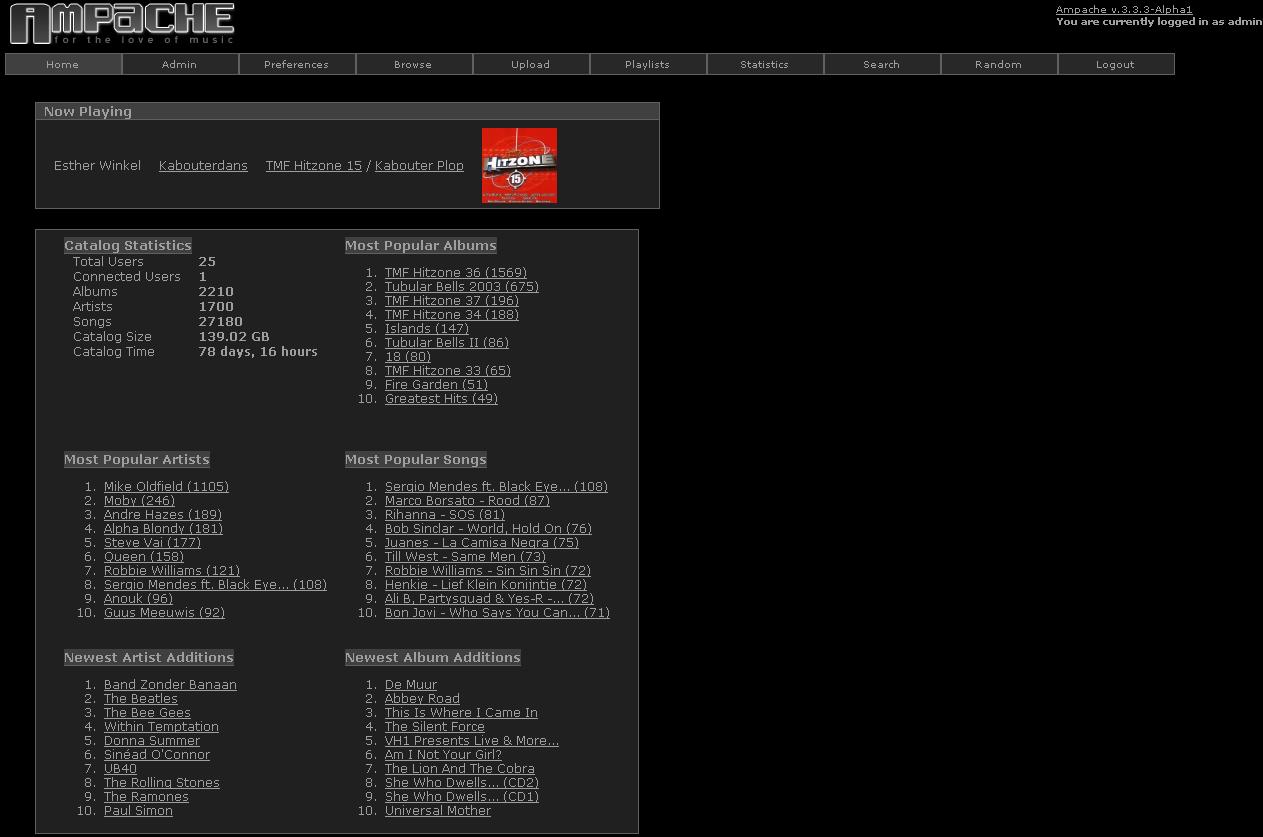 AMPACHE
for the love of music
Ampache v.3.3.3-Alpha1
You are currently logged in as admin
Home Admin Preferences Browse Upload Playlists Statistics Search Random Logout
Now Playing
Esther Winkel Kabouterdans TMF Hitzone 15 / Kabouter Plop
HITZONE
15
Catalog Statistics
Total Users 25
Connected Users 1
Albums 2210
Artists 1700
Songs 27180
Catalog Size 139.02 GB
Catalog Time 78 days, 16 hours
Most Popular Albums
1. TMF Hitzone 36 (1569)
2. Tubular Bells 2003 (675)
3. TMF Hitzone 37 (196)
4. TMF Hitzone 34 (188)
5. Islands (147)
6. Tubular Bells II (86)
7. 18 (80)
8. TMF Hitzone 33 (65)
9. Fire Garden (51)
10. Greatest Hits (49)
Most Popular Artists
1. Mike Oldfield (1105)
2. Moby (246)
3. Andre Hazes (189)
4. Alpha Blondy (181)
5. Steve Vai (177)
6. Queen (158)
7. Robbie Williams (121)
8. Sergio Mendes ft. Black Eye... (108)
9. Anouk (96)
10. Guus Meeuwis (92)
Most Popular Songs
1. Sergio Mendes ft. Black Eye... (108)
2. Marco Borsato - Rood (87)
3. Rihanna - SOS (81)
4. Bob Sinclar - World, Hold On (76)
5. Juanes - La Camisa Negra (75)
6. Till West - Same Men (73)
7. Robbie Williams - Sin Sin Sin (72)
8. Henkie - Lief Klein Konijntje (72)
9. Ali B, Partysquad & Yes-R -... (72)
10. Bon Jovi - Who Says You Can... (71)
Newest Artist Additions
1. Band Zonder Banaan
2. The Beatles
3. The Bee Gees
4. Within Temptation
5. Donna Summer
6. Sinéad O'Connor
7. UB40
8. The Rolling Stones
9. The Ramones
10. Paul Simon
Newest Album Additions
1. De Muur
2. Abbey Road
3. This Is Where I Came In
4. The Silent Force
5. VH1 Presents Live & More...
6. Am I Not Your Girl?
7. The Lion And The Cobra
8. She Who Dwells... (CD2)
9. She Who Dwells... (CD1)
10. Universal Mother